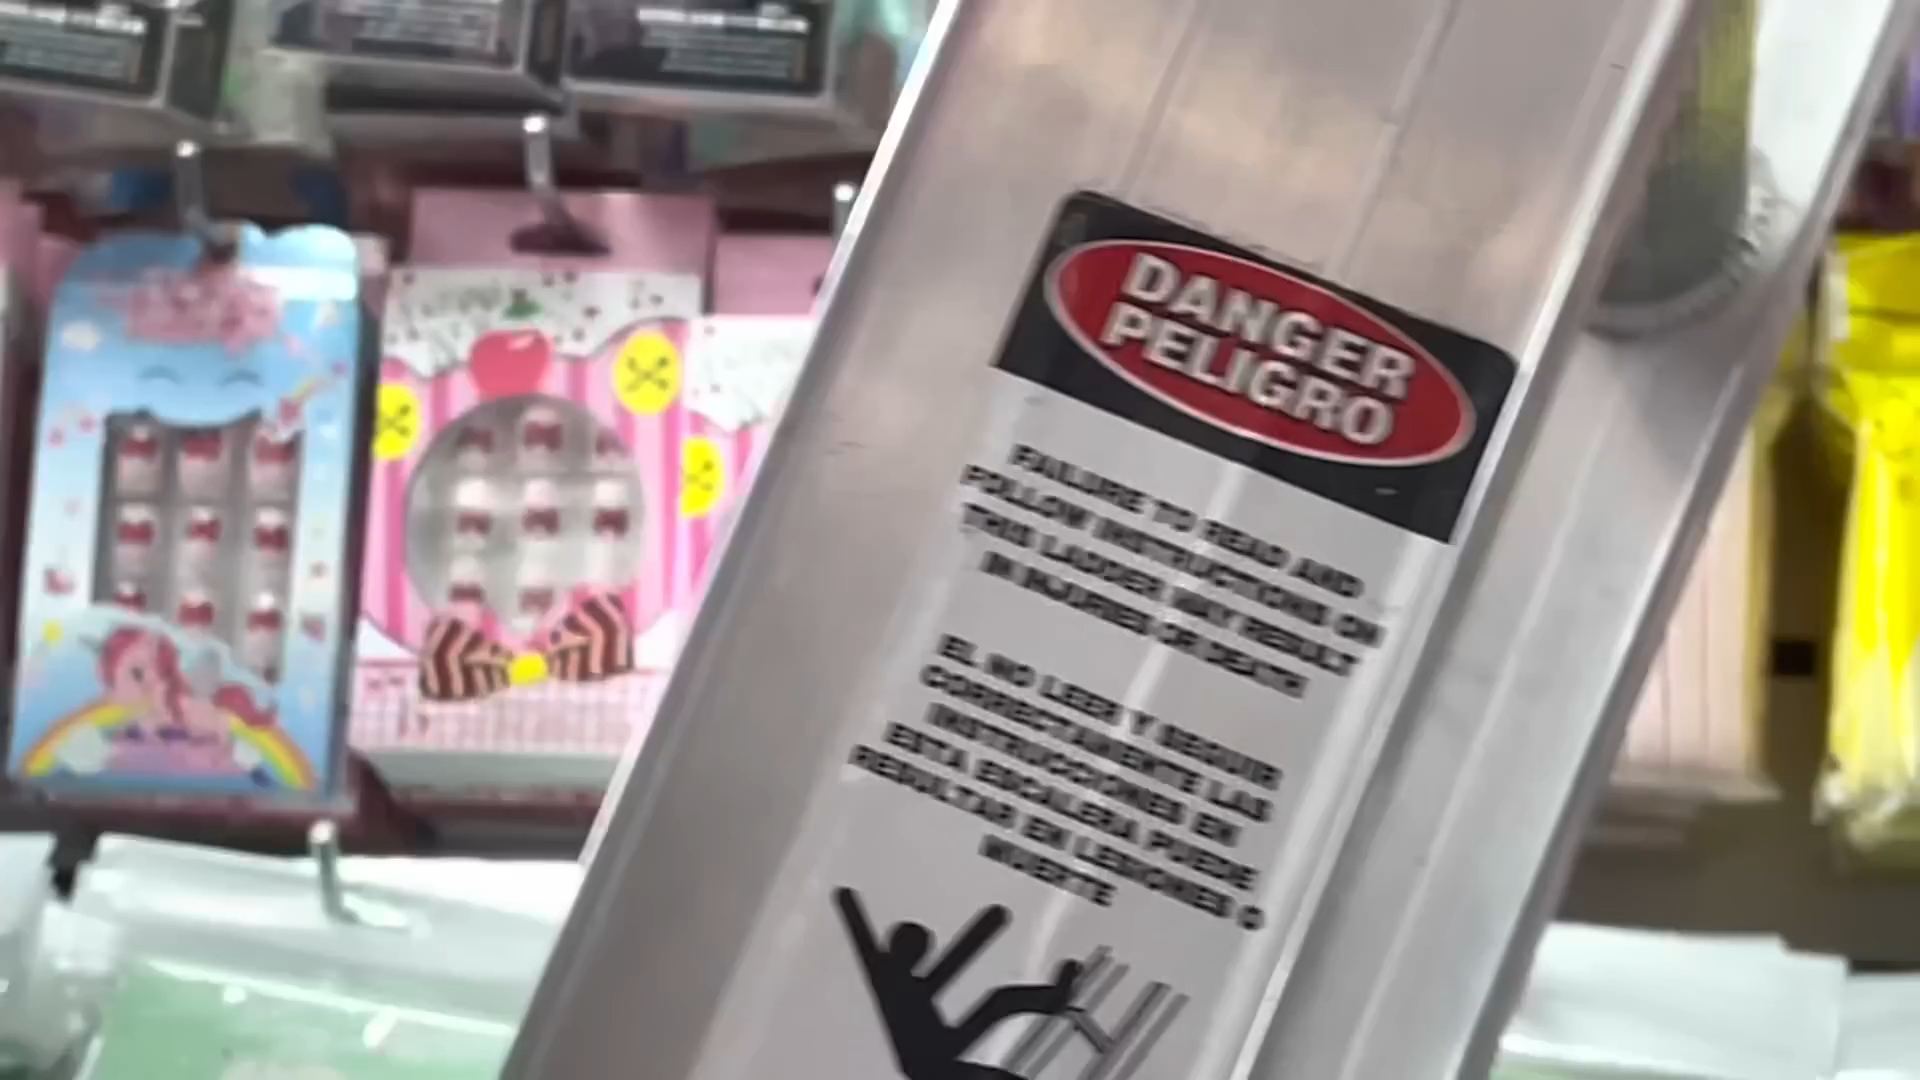 DANGER
PELIGRO
FAILURE TO READ AND
FOLLOW INSTRUCTIONS ON
THIS LADDER MAY RESULT
IN INJURIES OR DEATH
EL NO LEER Y SEGUIR
CORRECTAMENTE LAS
INSTRUCCIONES EN
ESTA ESCALERA PUEDE
RESULTAR EN LESIONES O
MUERTE